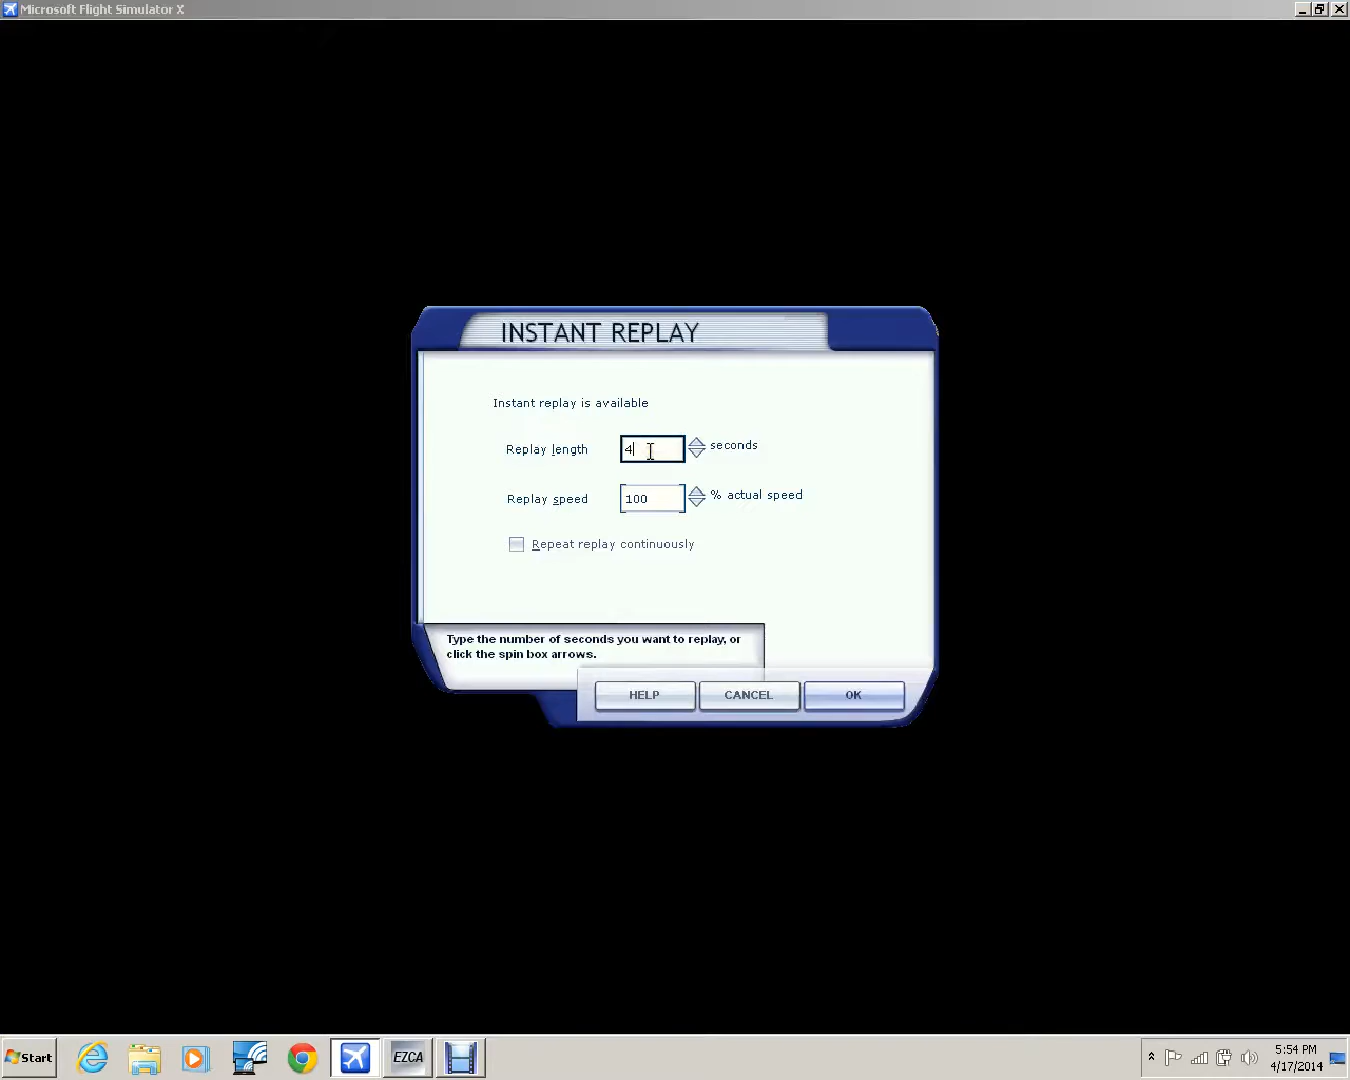 Microsoft Flight Simulator X
INSTANT REPLAY
Instant replay is available
Replay length 4 seconds
Replay speed 100 % actual speed
Repeat replay continuously
Type the number of seconds you want to replay, or
click the spin box arrows.
HELP CANCEL OK
Start EZCA 5:54 PM
4/17/2014